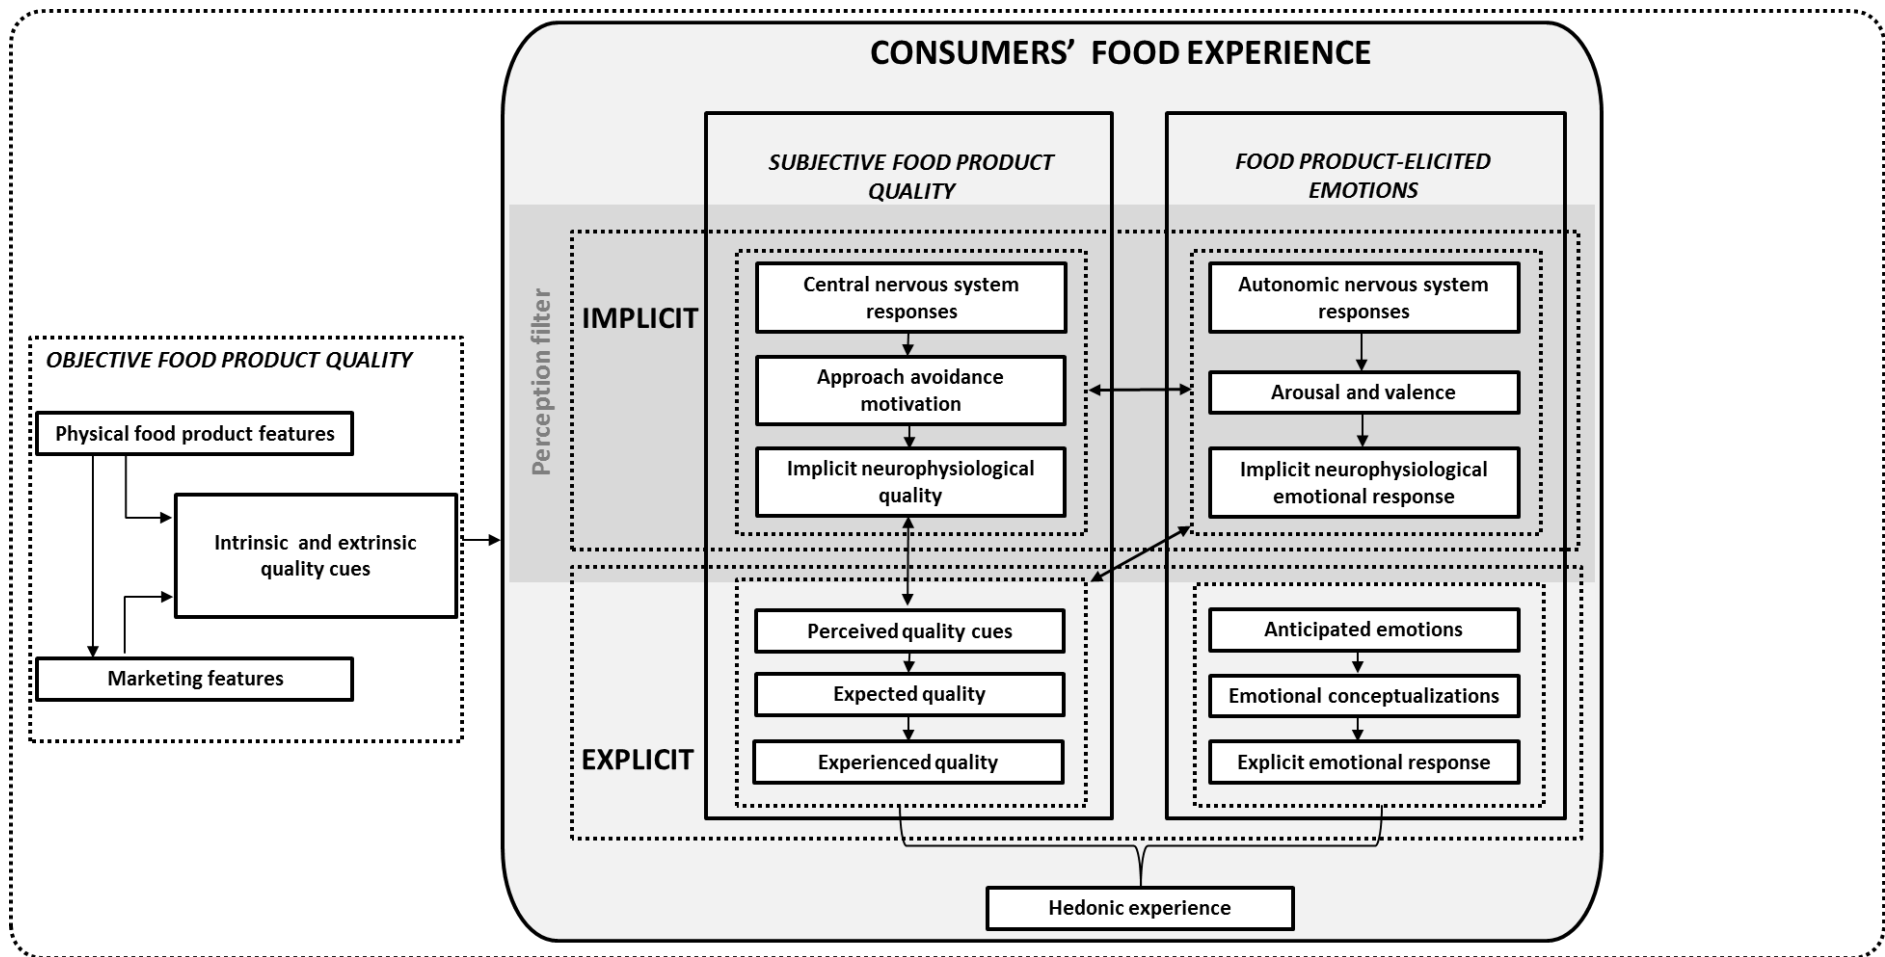 CONSUMERS' FOOD EXPERIENCE
OBJECTIVE FOOD PRODUCT QUALITY
Physical food product features
Intrinsic and extrinsic
quality cues
Marketing features
Perception filter
IMPLICIT
EXPLICIT
SUBJECTIVE FOOD PRODUCT
QUALITY
Central nervous system
responses
Approach avoidance
motivation
Implicit neurophysiological
quality
Perceived quality cues
Expected quality
Experienced quality
FOOD PRODUCT-ELICITED
EMOTIONS
Autonomic nervous system
responses
Arousal and valence
Implicit neurophysiological
emotional response
Anticipated emotions
Emotional conceptualizations
Explicit emotional response
Hedonic experience